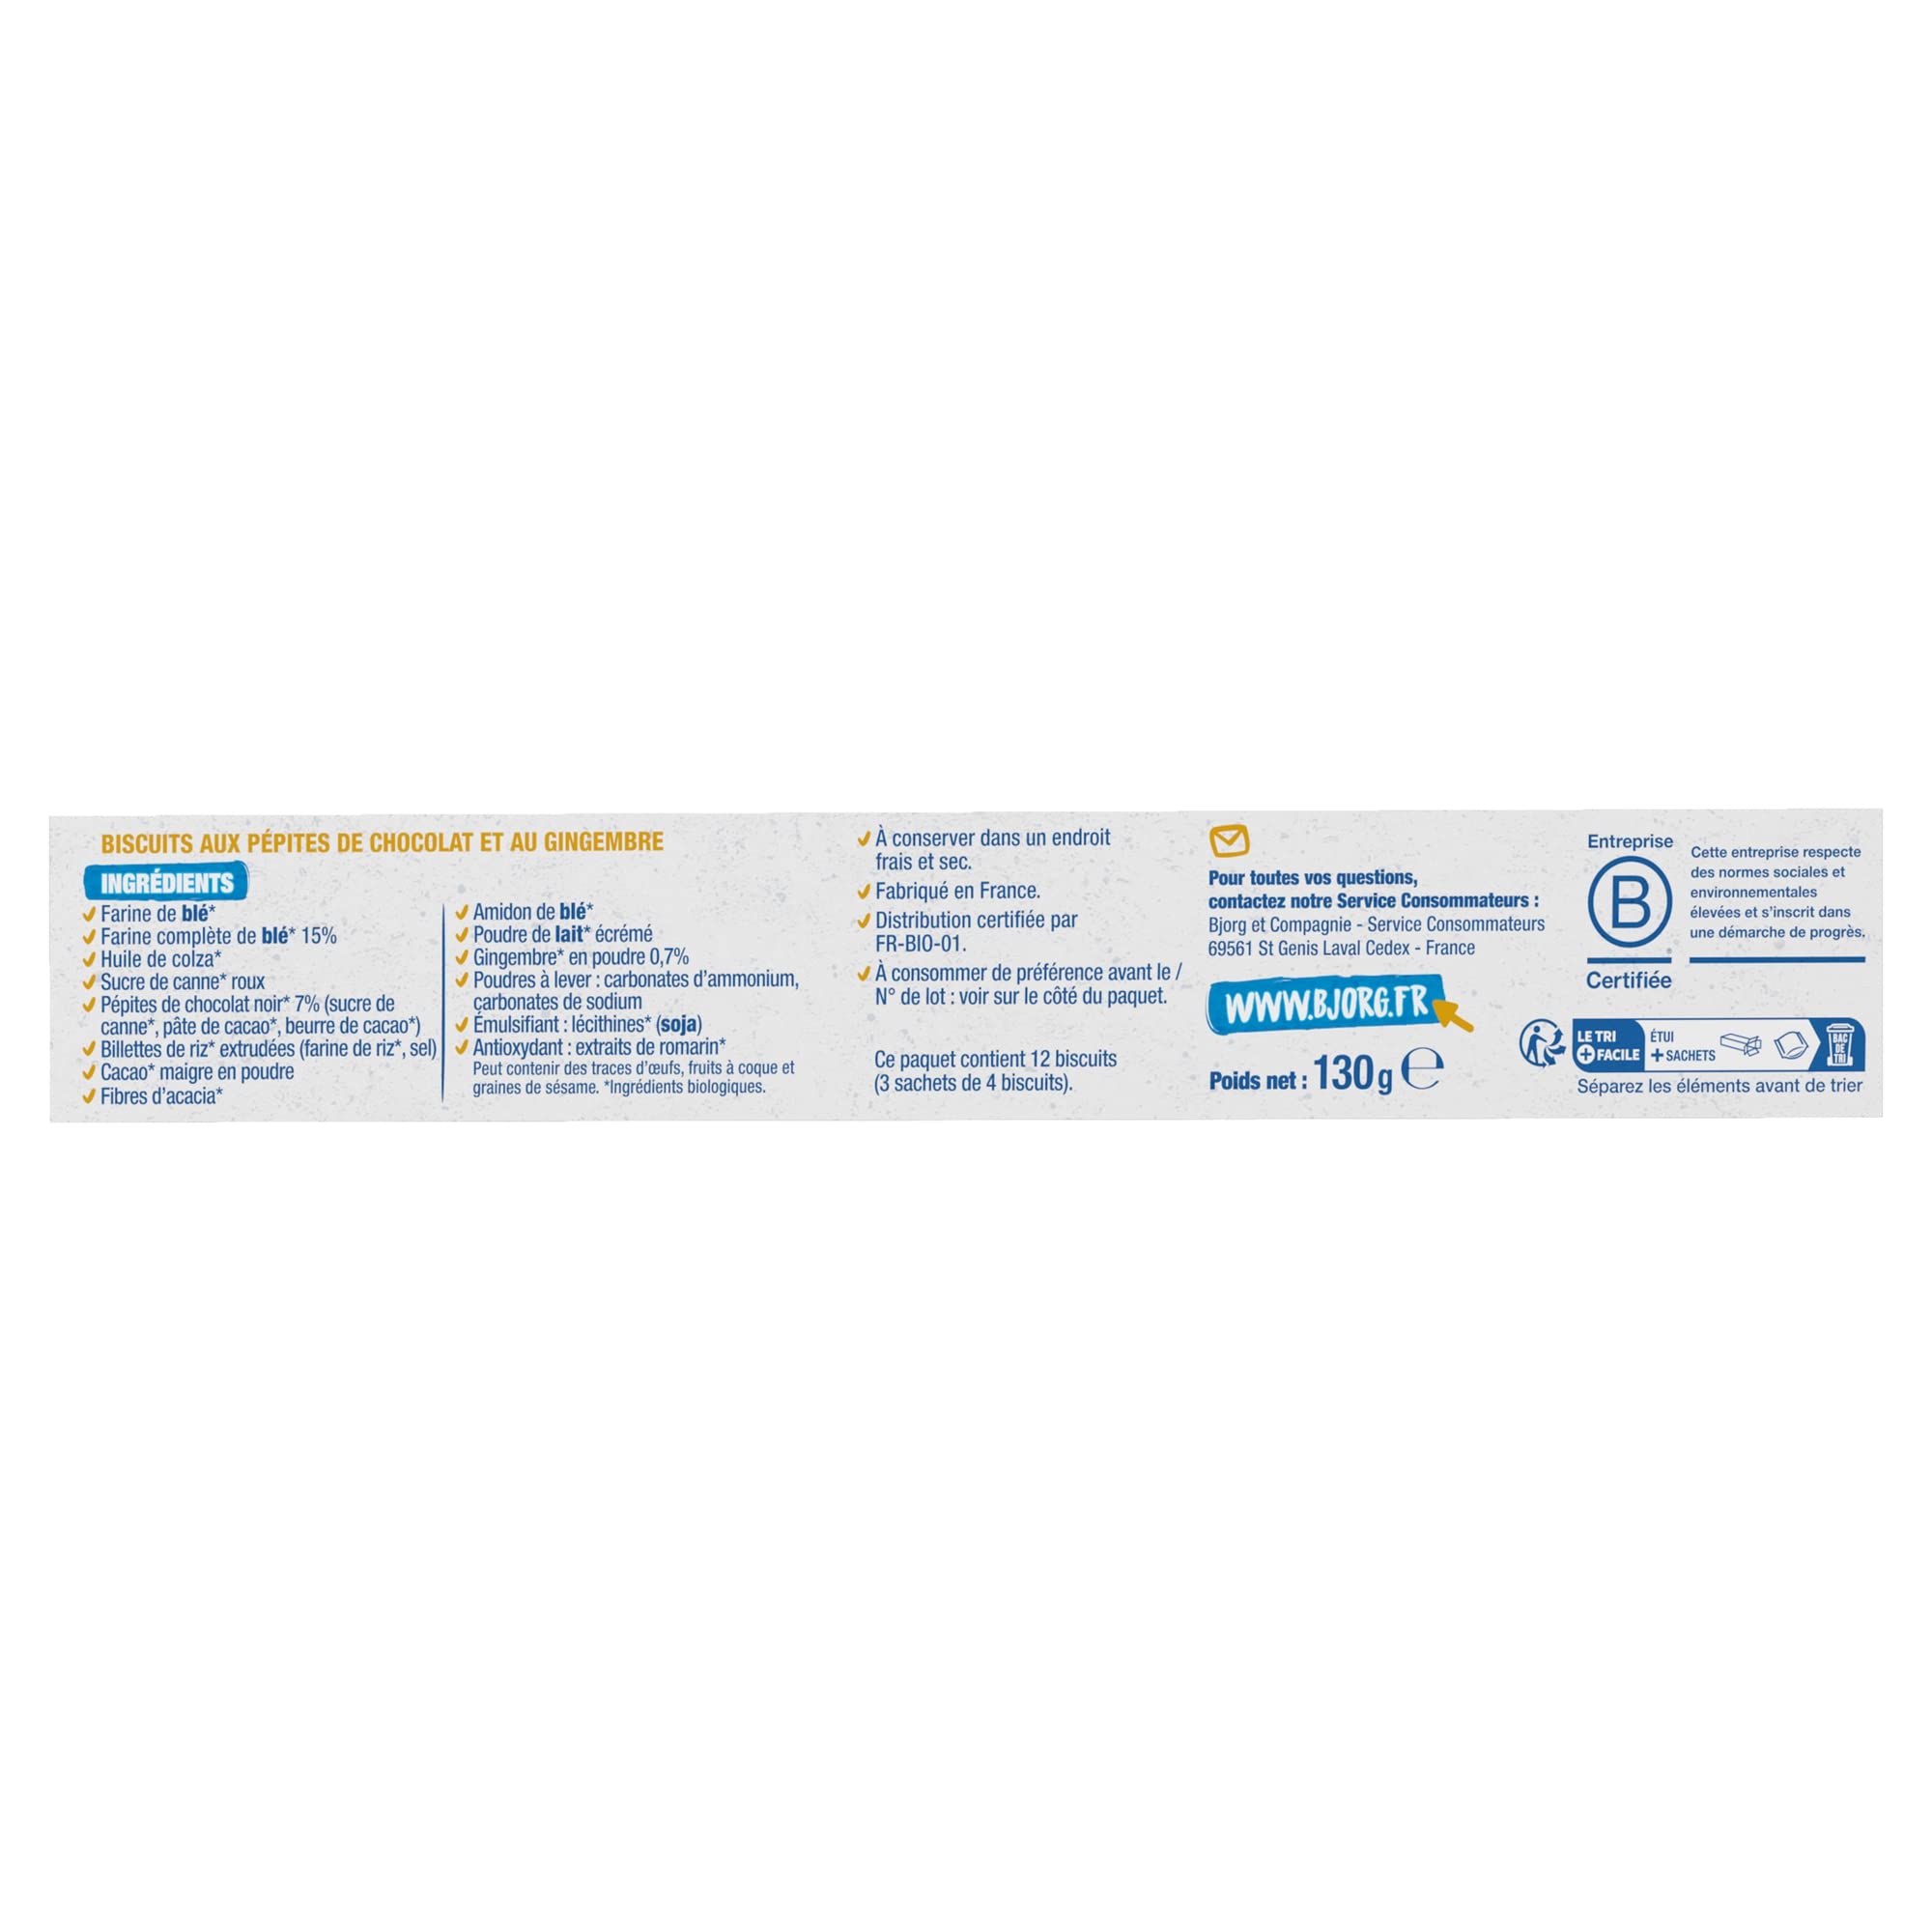 BISCUITS AUX PÉPITES DE CHOCOLAT ET AU GINGEMBRE
INGRÉDIENTS
Farine de blé*
Farine complète de blé* 15%
Huile de colza*
Sucre de canne* roux
Pépites de chocolat noir* 7% (sucre de
canne*, pâte de cacao*, beurre de cacao*)
Billettes de riz* extrudées (farine de riz*, sel)
Cacao* maigre en poudre
Fibres d'acacia*
Amidon de blé*
Poudre de lait* écrémé
Gingembre* en poudre 0,7%
Poudres à lever : carbonates d'ammonium,
carbonates de sodium
Émulsifiant : lécithines* (soja)
Antioxydant : extraits de romarin*
Peut contenir des traces d'œufs, fruits à coque et
graines de sésame. *Ingrédients biologiques.
À conserver dans un endroit
frais et sec.
Fabriqué en France.
Distribution certifiée par
FR-BIO-01.
À consommer de préférence avant le /
N° de lot : voir sur le côté du paquet.
Ce paquet contient 12 biscuits
(3 sachets de 4 biscuits).
Pour toutes vos questions,
contactez notre Service Consommateurs :
Bjorg et Compagnie - Service Consommateurs
69561 St Genis Laval Cedex - France
WWW.BJORG.FR
Poids net : 130 g ℮
Entreprise
B
Certifiée
Cette entreprise respecte
des normes sociales et
environnementales
élevées et s'inscrit dans
une démarche de progrès.
LE TRI
+ FACILE
ÉTUI
+ SACHETS
BAC
DE
TRI
Séparez les éléments avant de trier